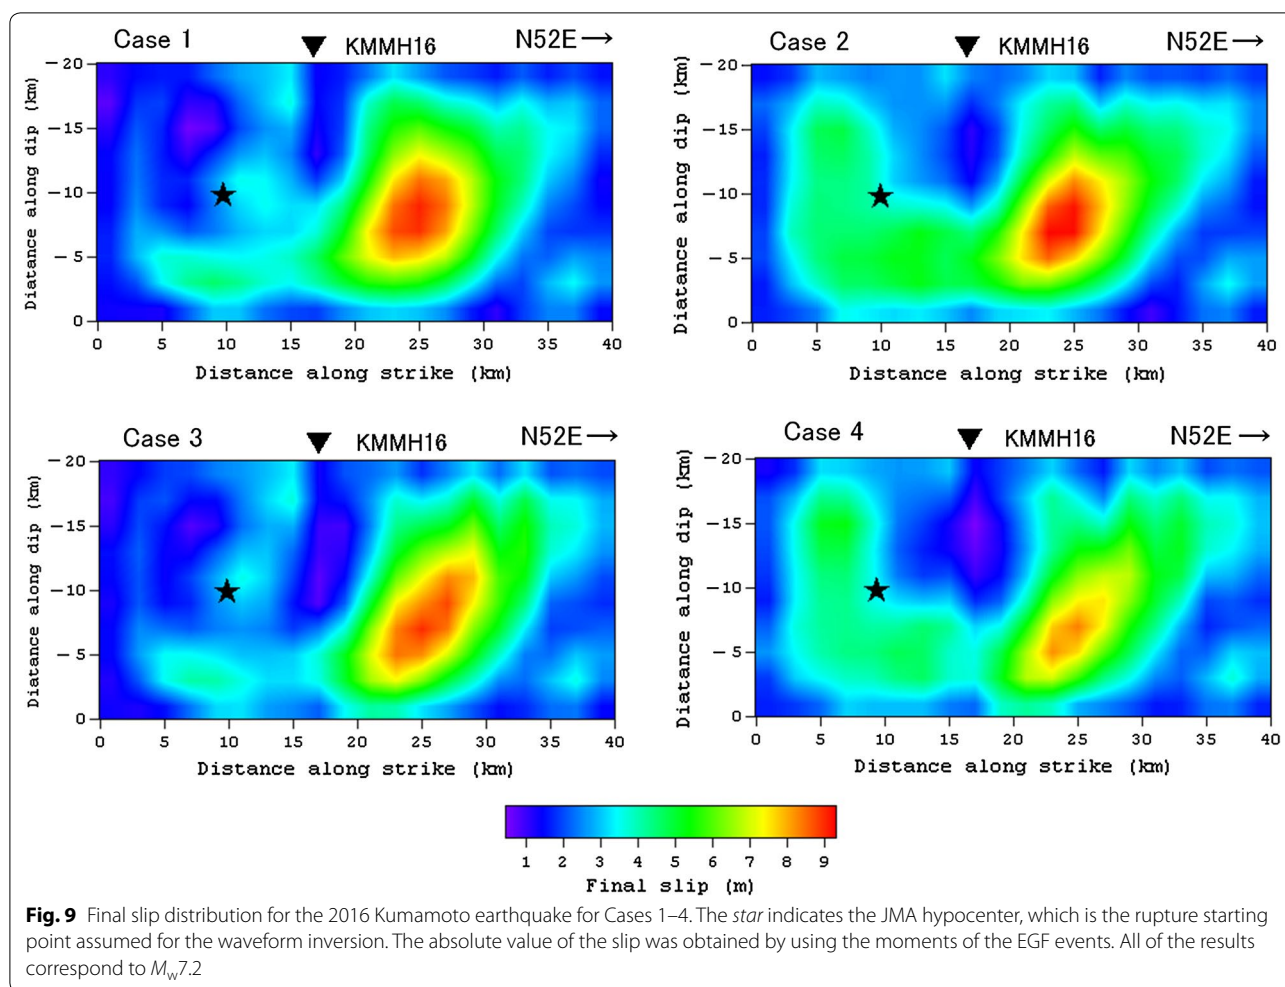 Case 1 ▼ KMMH16 N52E→
Diatance along dip (km)
-20
-15
-10
-5
0
0 5 10 15 20 25 30 35 40
Distance along strike (km)
Case 2 ▼ KMMH16 N52E→
Diatance along dip (km)
-20
-15
-10
-5
0
0 5 10 15 20 25 30 35 40
Distance along strike (km)
Case 3 ▼ KMMH16 N52E→
Diatance along dip (km)
-20
-15
-10
-5
0
0 5 10 15 20 25 30 35 40
Distance along strike (km)
Case 4 ▼ KMMH16 N52E→
Diatance along dip (km)
-20
-15
-10
-5
0
0 5 10 15 20 25 30 35 40
Distance along strike (km)
1 2 3 4 5 6 7 8 9
Final slip (m)
Fig. 9 Final slip distribution for the 2016 Kumamoto earthquake for Cases 1–4. The star indicates the JMA hypocenter, which is the rupture starting
point assumed for the waveform inversion. The absolute value of the slip was obtained by using the moments of the EGF events. All of the results
correspond to Mw7.2